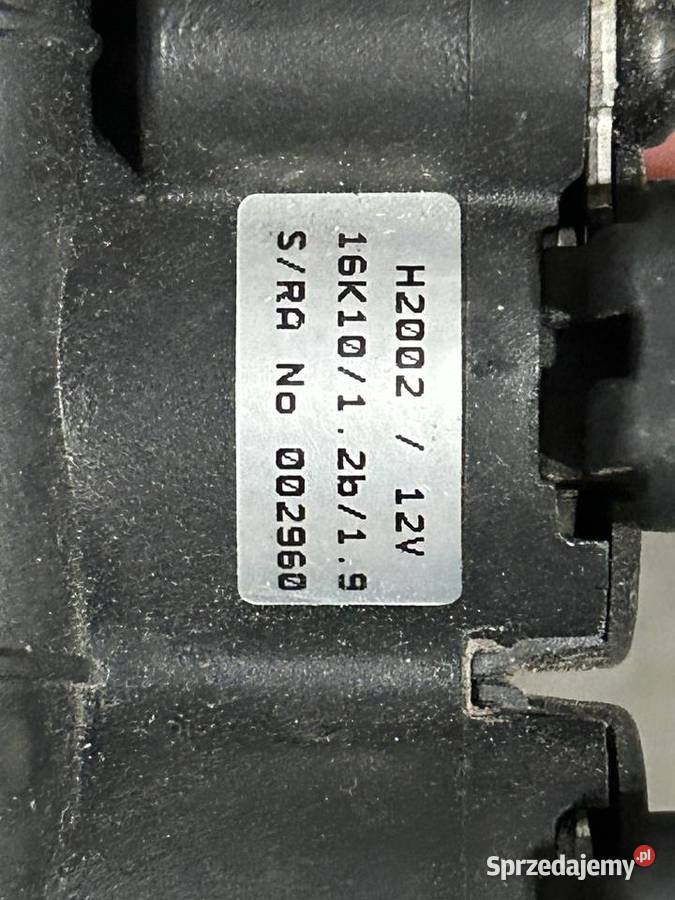 H2002 / 12V
16K10/1.2b/1.9
S/RA No 002960
Sprzedajemy.pl